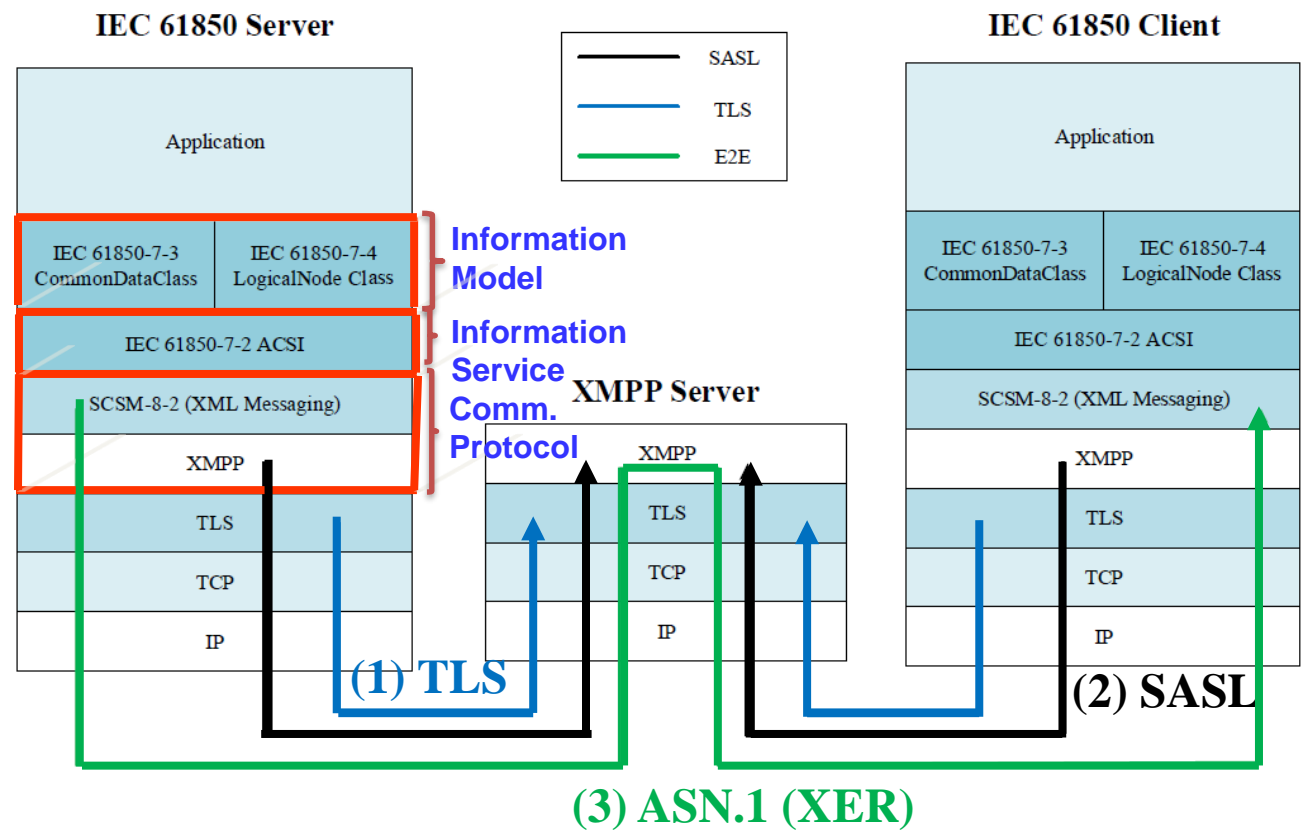 IEC 61850 Server
IEC 61850 Client
SASL
TLS
E2E
Application
IEC 61850-7-3
CommonDataClass
IEC 61850-7-4
LogicalNode Class
IEC 61850-7-2 ACSI
SCSM-8-2 (XML Messaging)
XMPP
TLS
TCP
IP
Information
Model
Information
Service
Comm.
Protocol
XMPP Server
XMPP
TLS
TCP
IP
Application
IEC 61850-7-3
CommonDataClass
IEC 61850-7-4
LogicalNode Class
IEC 61850-7-2 ACSI
SCSM-8-2 (XML Messaging)
XMPP
TLS
TCP
IP
(1) TLS
(2) SASL
(3) ASN.1 (XER)